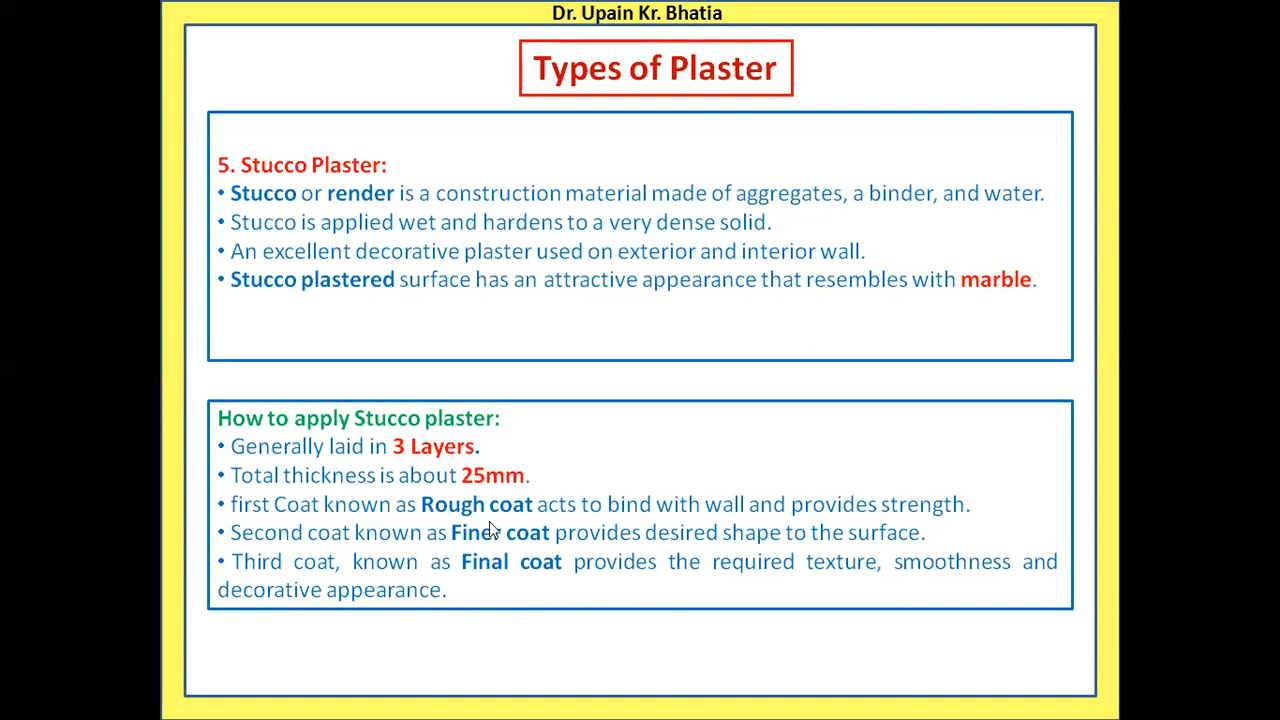 Dr. Upain Kr. Bhatia
Types of Plaster
5. Stucco Plaster:
• Stucco or render is a construction material made of aggregates, a binder, and water.
• Stucco is applied wet and hardens to a very dense solid.
• An excellent decorative plaster used on exterior and interior wall.
• Stucco plastered surface has an attractive appearance that resembles with marble.
How to apply Stucco plaster:
• Generally laid in 3 Layers.
• Total thickness is about 25mm.
• first Coat known as Rough coat acts to bind with wall and provides strength.
• Second coat known as Finer coat provides desired shape to the surface.
• Third coat, known as Final coat provides the required texture, smoothness and
decorative appearance.